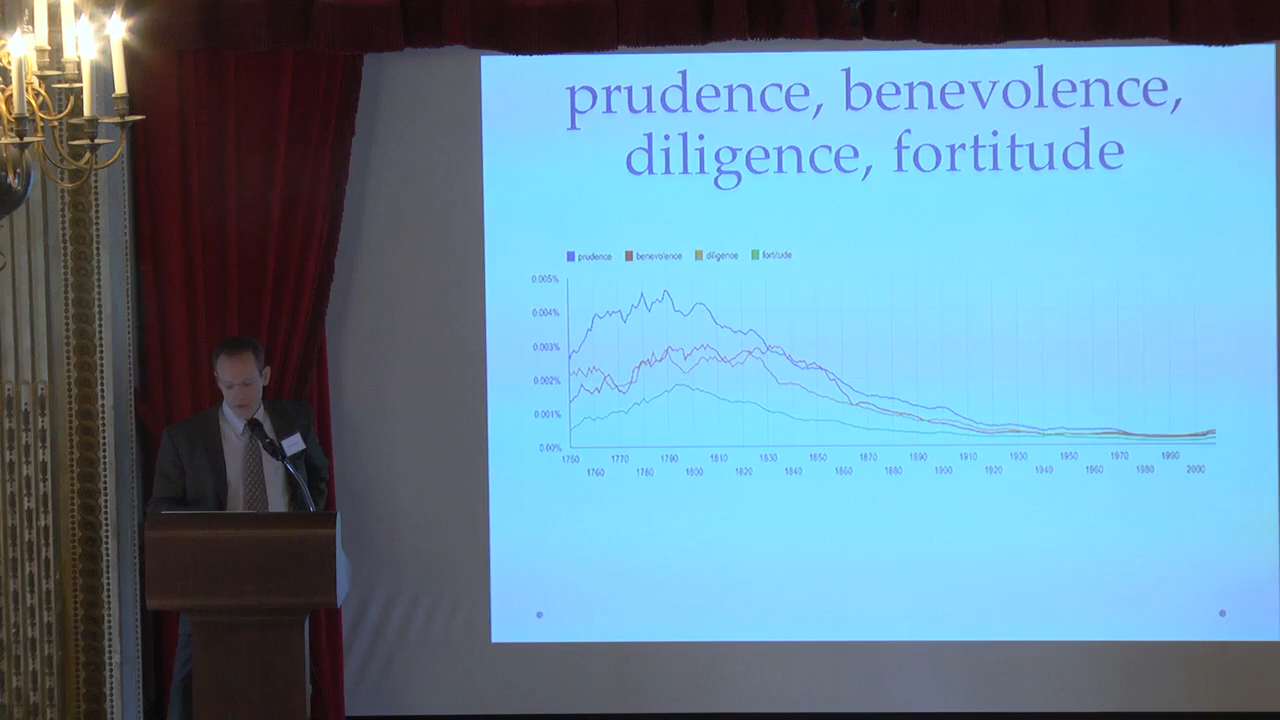 prudence, benevolence,
diligence, fortitude
prudence benevolence diligence fortitude
0.005%
0.004%
0.003%
0.002%
0.001%
0.00%
1750 1770 1790 1810 1830 1850 1870 1890 1910 1930 1950 1970 1990
1760 1780 1800 1820 1840 1860 1880 1900 1920 1940 1960 1980 2000